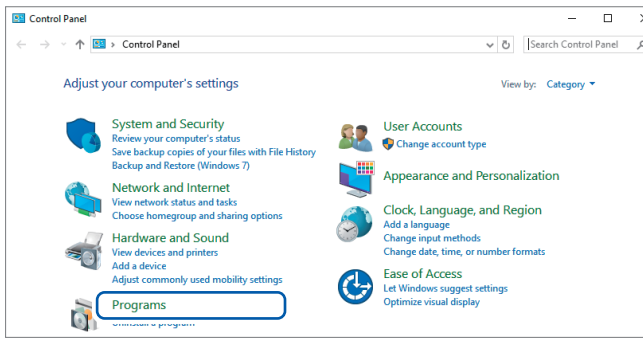 Control Panel
Control Panel
Search Control Panel
Adjust your computer's settings
View by: Category
System and Security
Review your computer's status
Save backup copies of your files with File History
Backup and Restore (Windows 7)
Network and Internet
View network status and tasks
Choose homegroup and sharing options
Hardware and Sound
View devices and printers
Add a device
Adjust commonly used mobility settings
Programs
Uninstall a program
User Accounts
Change account type
Appearance and Personalization
Clock, Language, and Region
Add a language
Change input methods
Change date, time, or number formats
Ease of Access
Let Windows suggest settings
Optimize visual display